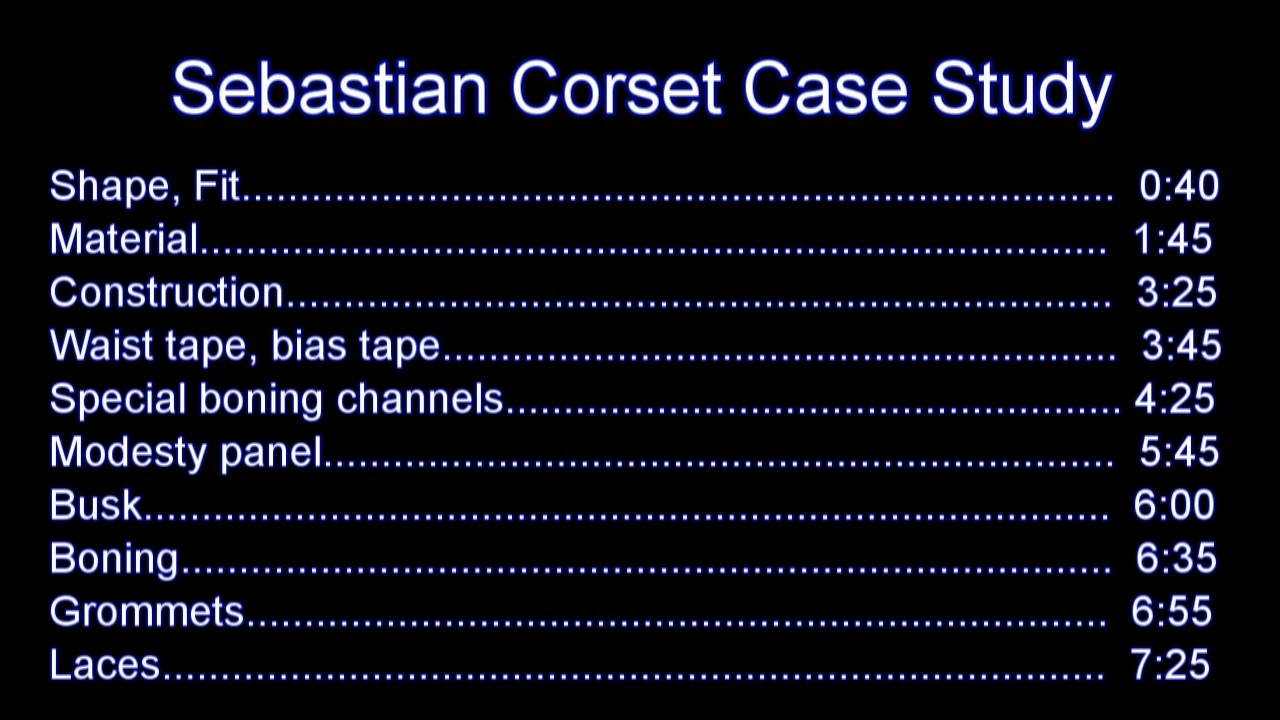 Sebastian Corset Case Study
Shape, Fit........................................................................... 0:40
Material.............................................................................. 1:45
Construction....................................................................... 3:25
Waist tape, bias tape.......................................................... 3:45
Special boning channels..................................................... 4:25
Modesty panel.................................................................... 5:45
Busk................................................................................... 6:00
Boning................................................................................ 6:35
Grommets.......................................................................... 6:55
Laces................................................................................. 7:25